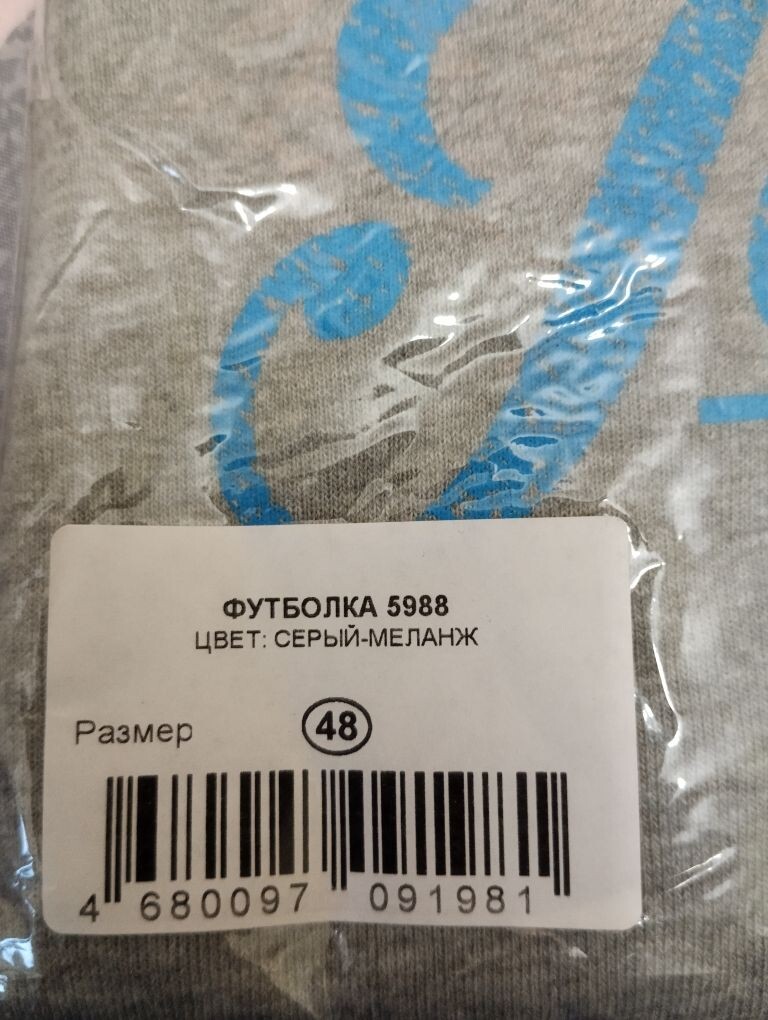 ФУТБОЛКА 5988
ЦВЕТ: СЕРЫЙ-МЕЛАНЖ
Размер 48
4 680097 091981